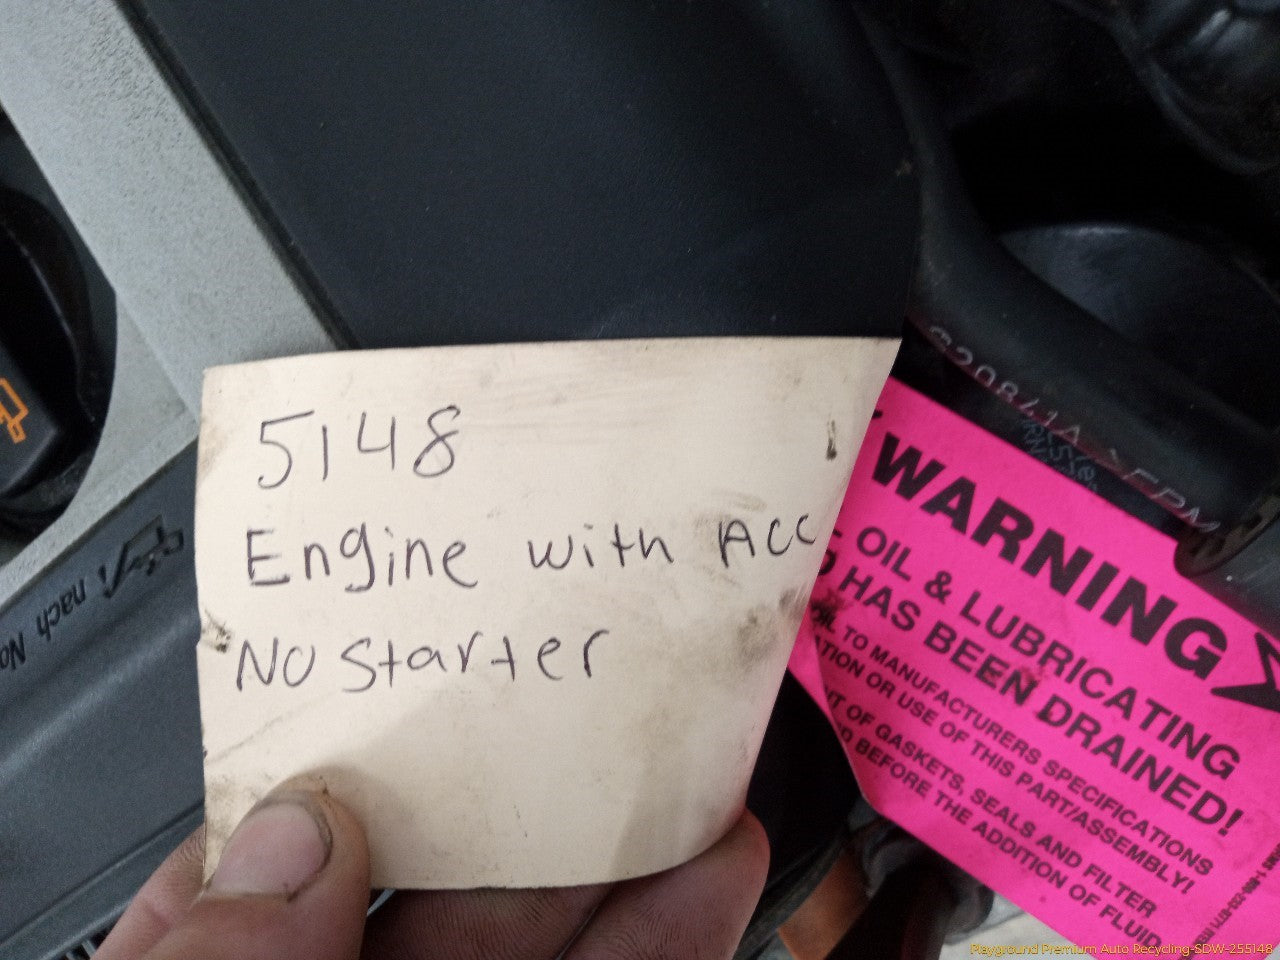 5148
Engine with ACC
NO Starter
WARNING
OIL & LUBRICATING
HAS BEEN DRAINED!
TO MANUFACTURERS SPECIFICATIONS
OR USE OF THIS PART/ASSEMBLY!
OF GASKETS, SEALS AND FILTER
BEFORE THE ADDITION OF FLUID
nach
Playground Premium Auto Recycling-SDW-255148